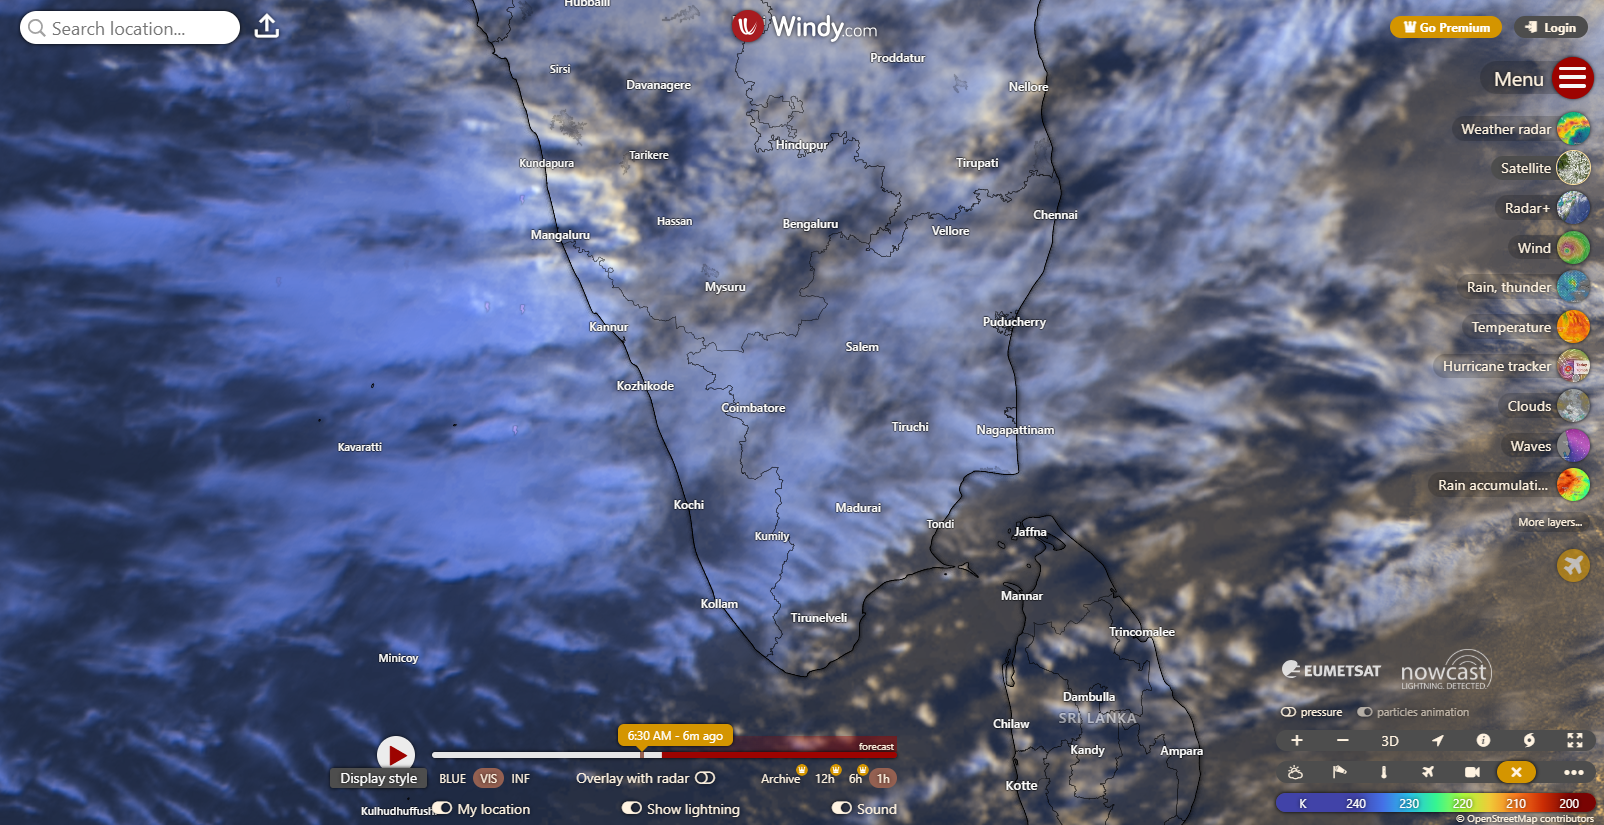 Hubballi
Search location...
Windy.com
Go Premium
Login
Sirsi
Davanagere
Proddatur
Nellore
Menu
Weather radar
Kundapura
Tarikere
Hindupur
Tirupati
Satellite
Radar+
Mangaluru
Hassan
Bengaluru
Vellore
Chennai
Wind
Mysuru
Rain, thunder
Kannur
Puducherry
Temperature
Salem
Hurricane tracker
Kozhikode
Coimbatore
Clouds
Kavaratti
Tiruchi
Nagapattinam
Waves
Rain accumulati...
Kochi
Madurai
Tondi
More layers...
Kumily
Jaffna
Kollam
Tirunelveli
Mannar
Trincomalee
Minicoy
EUMETSAT
nowcast
LIGHTNING. DETECTED.
Dambulla
pressure
particles animation
Chilaw
SRI LANKA
6:30 AM - 6m ago
forecast
Kandy
Ampara
3D
Display style
BLUE
VIS
INF
Overlay with radar
Archive
12h
6h
1h
Kotte
Kulhudhuffushi
My location
Show lightning
Sound
K 240 230 220 210 200
© OpenStreetMap contributors